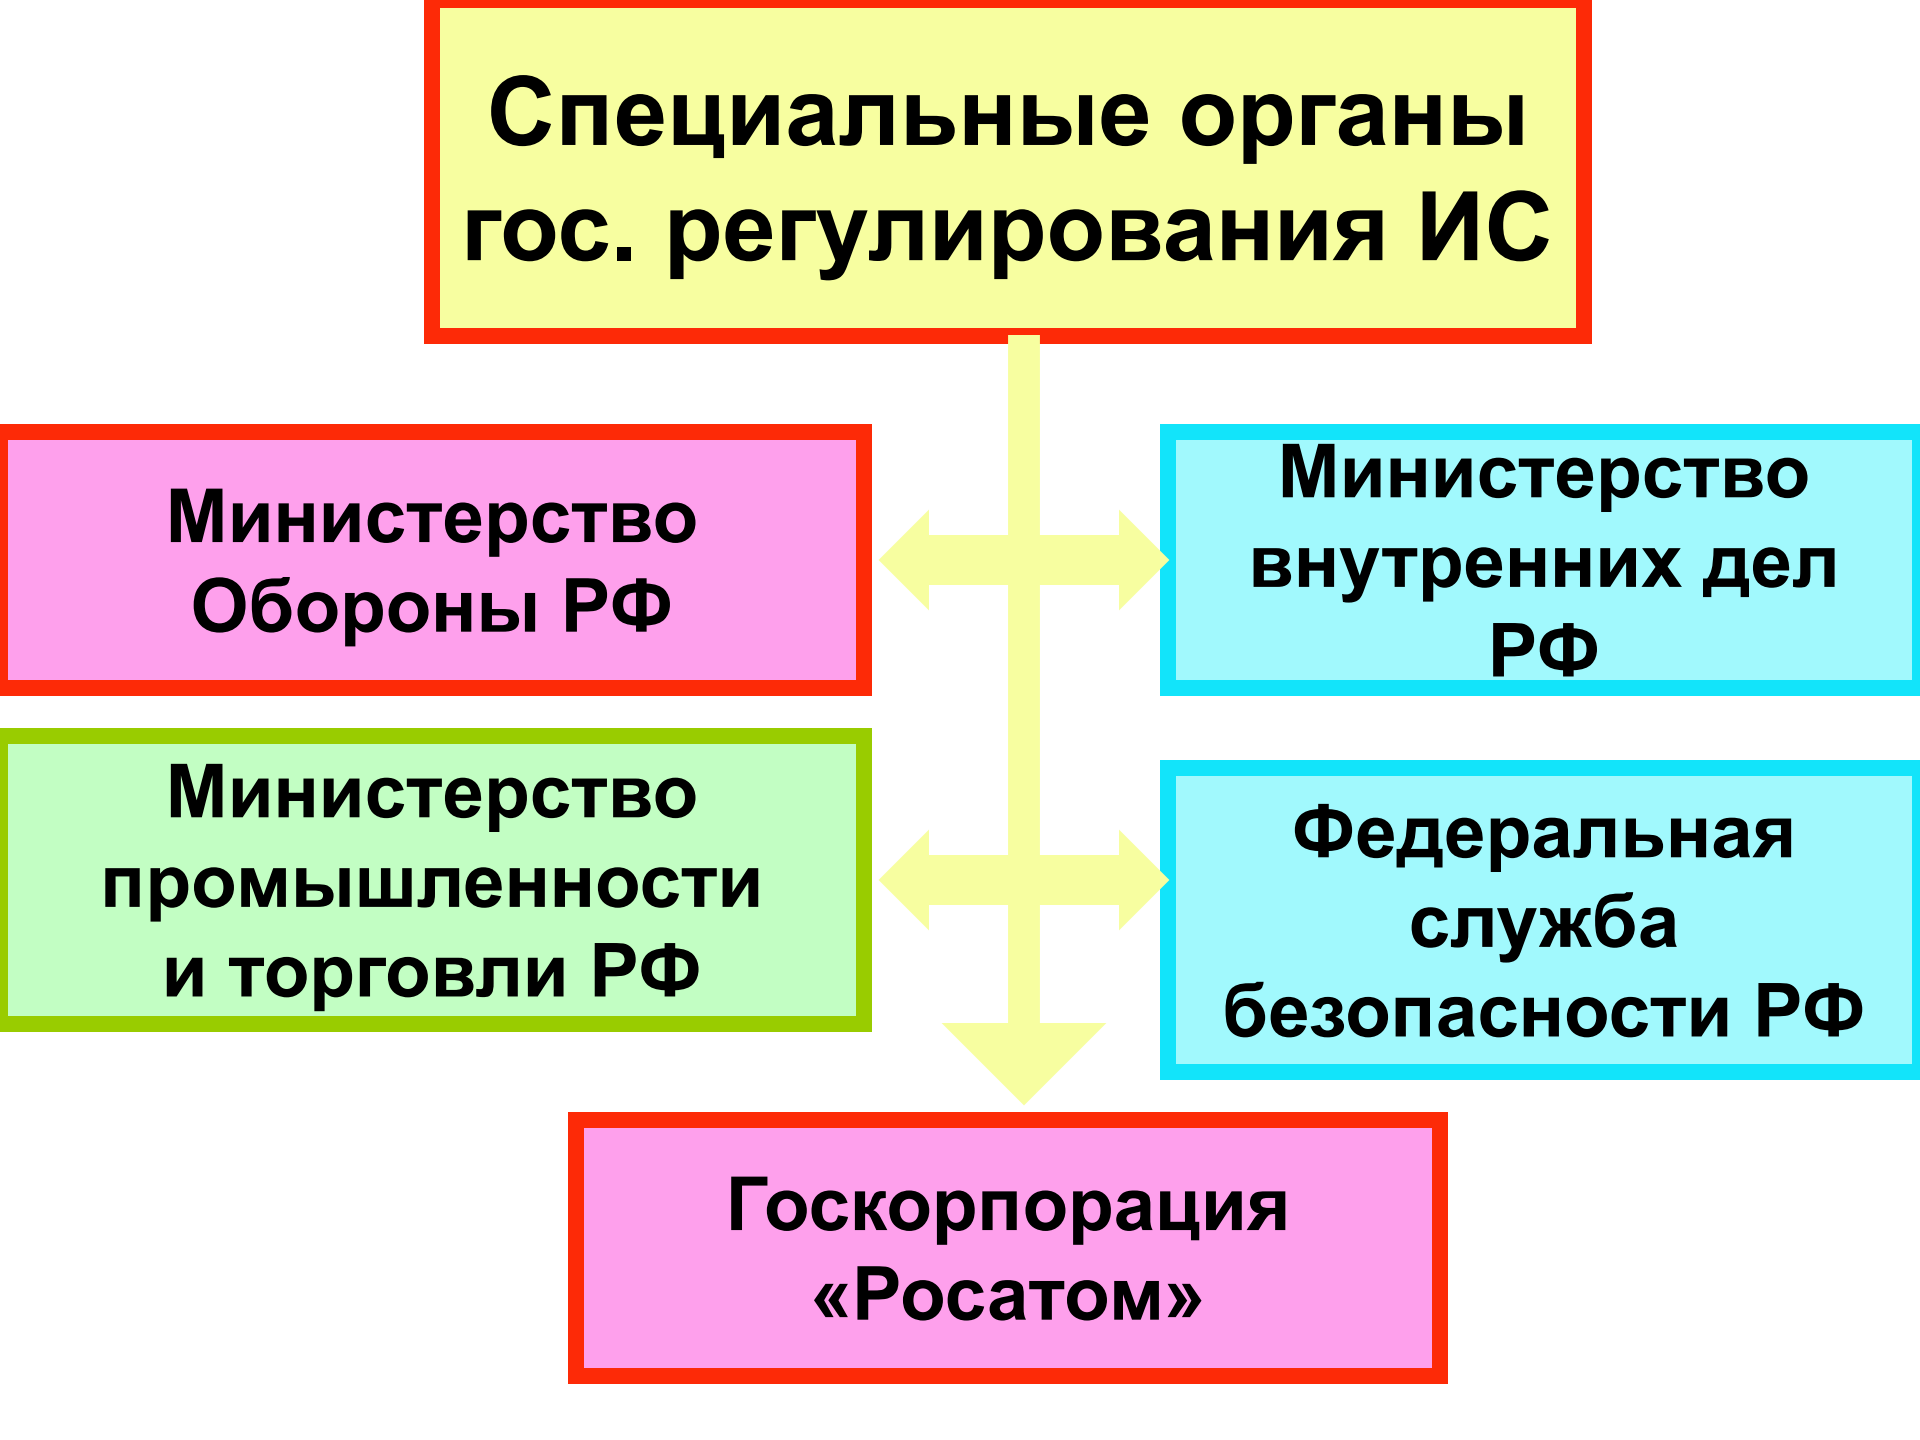 Специальные органы
гос. регулирования ИС
Министерство
Обороны РФ
Министерство
внутренних дел
РФ
Министерство
промышленности
и торговли РФ
Федеральная
служба
безопасности РФ
Госкорпорация
«Росатом»